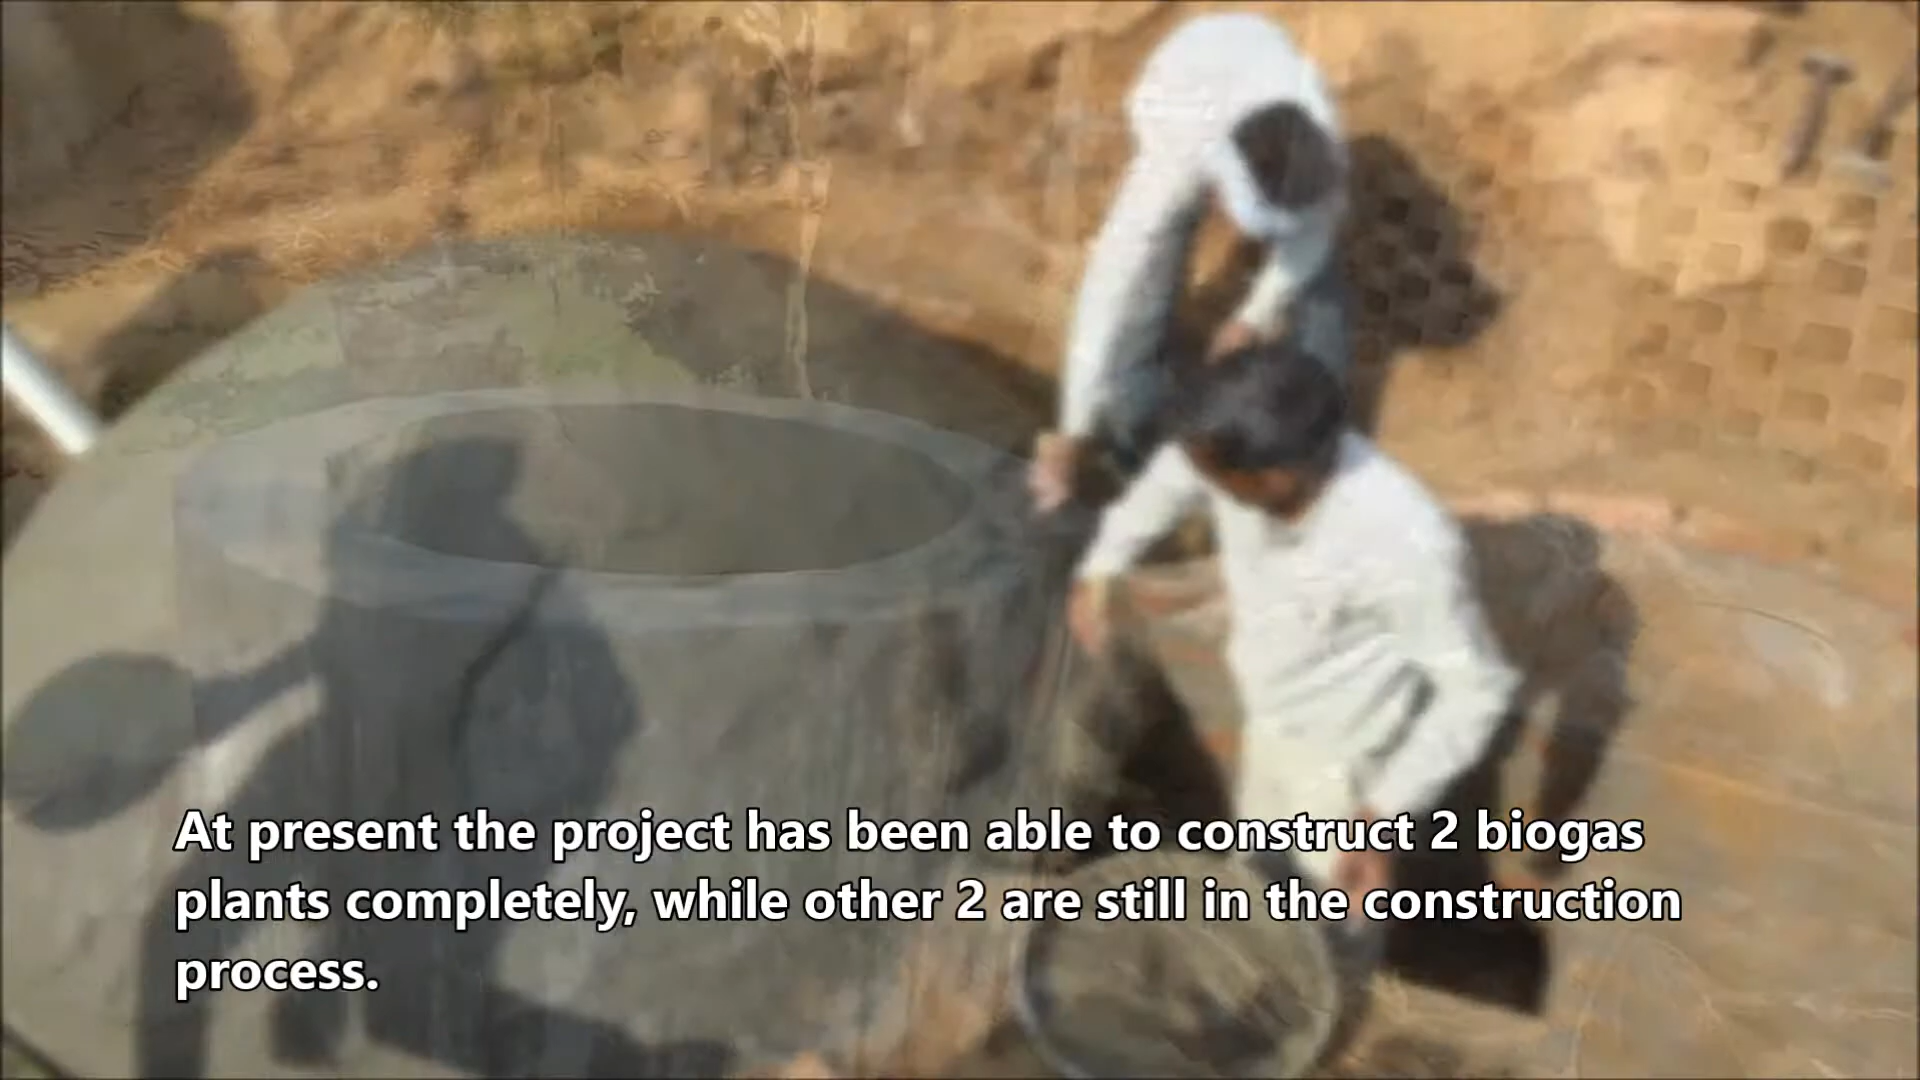 At present the project has been able to construct 2 biogas
plants completely, while other 2 are still in the construction
process.